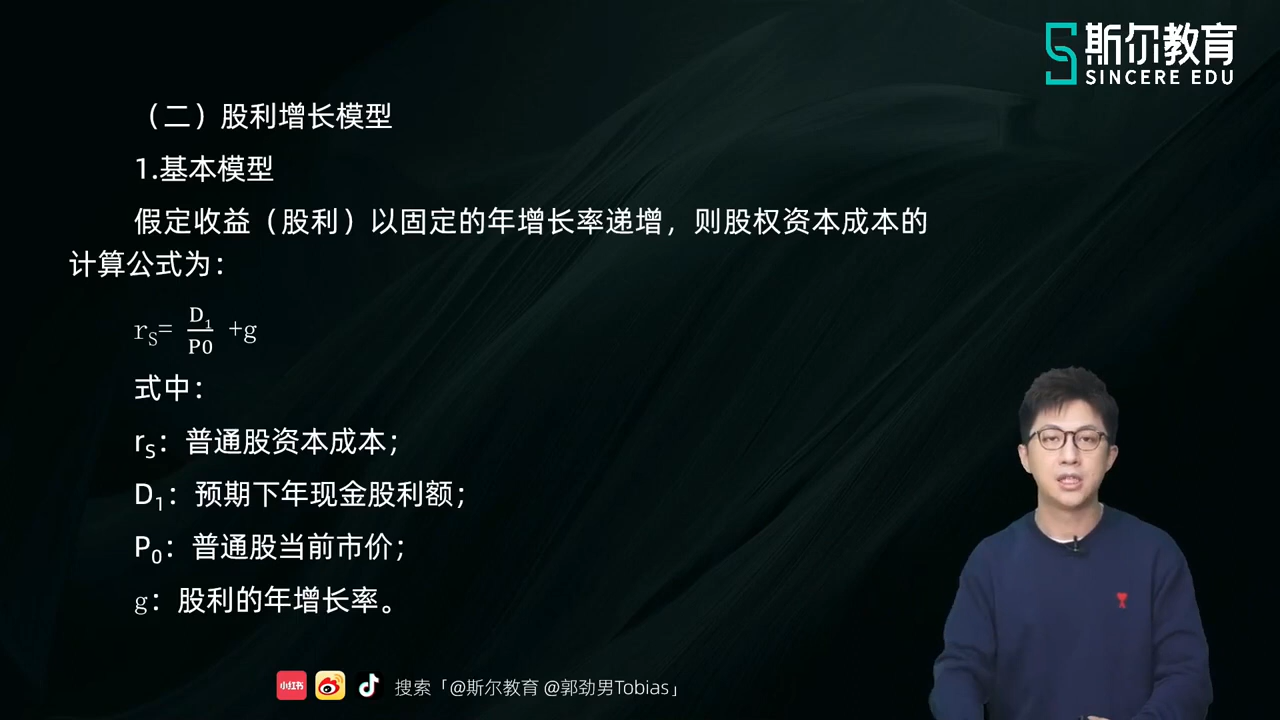 斯尔教育
SINCERE EDU
（二）股利增长模型
1.基本模型
假定收益（股利）以固定的年增长率递增，则股权资本成本的
计算公式为：
rS= D1/P0 +g
式中：
rS：普通股资本成本；
D1：预期下年现金股利额；
P0：普通股当前市价；
g：股利的年增长率。
小红书
搜索「@斯尔教育 @郭劲男Tobias」